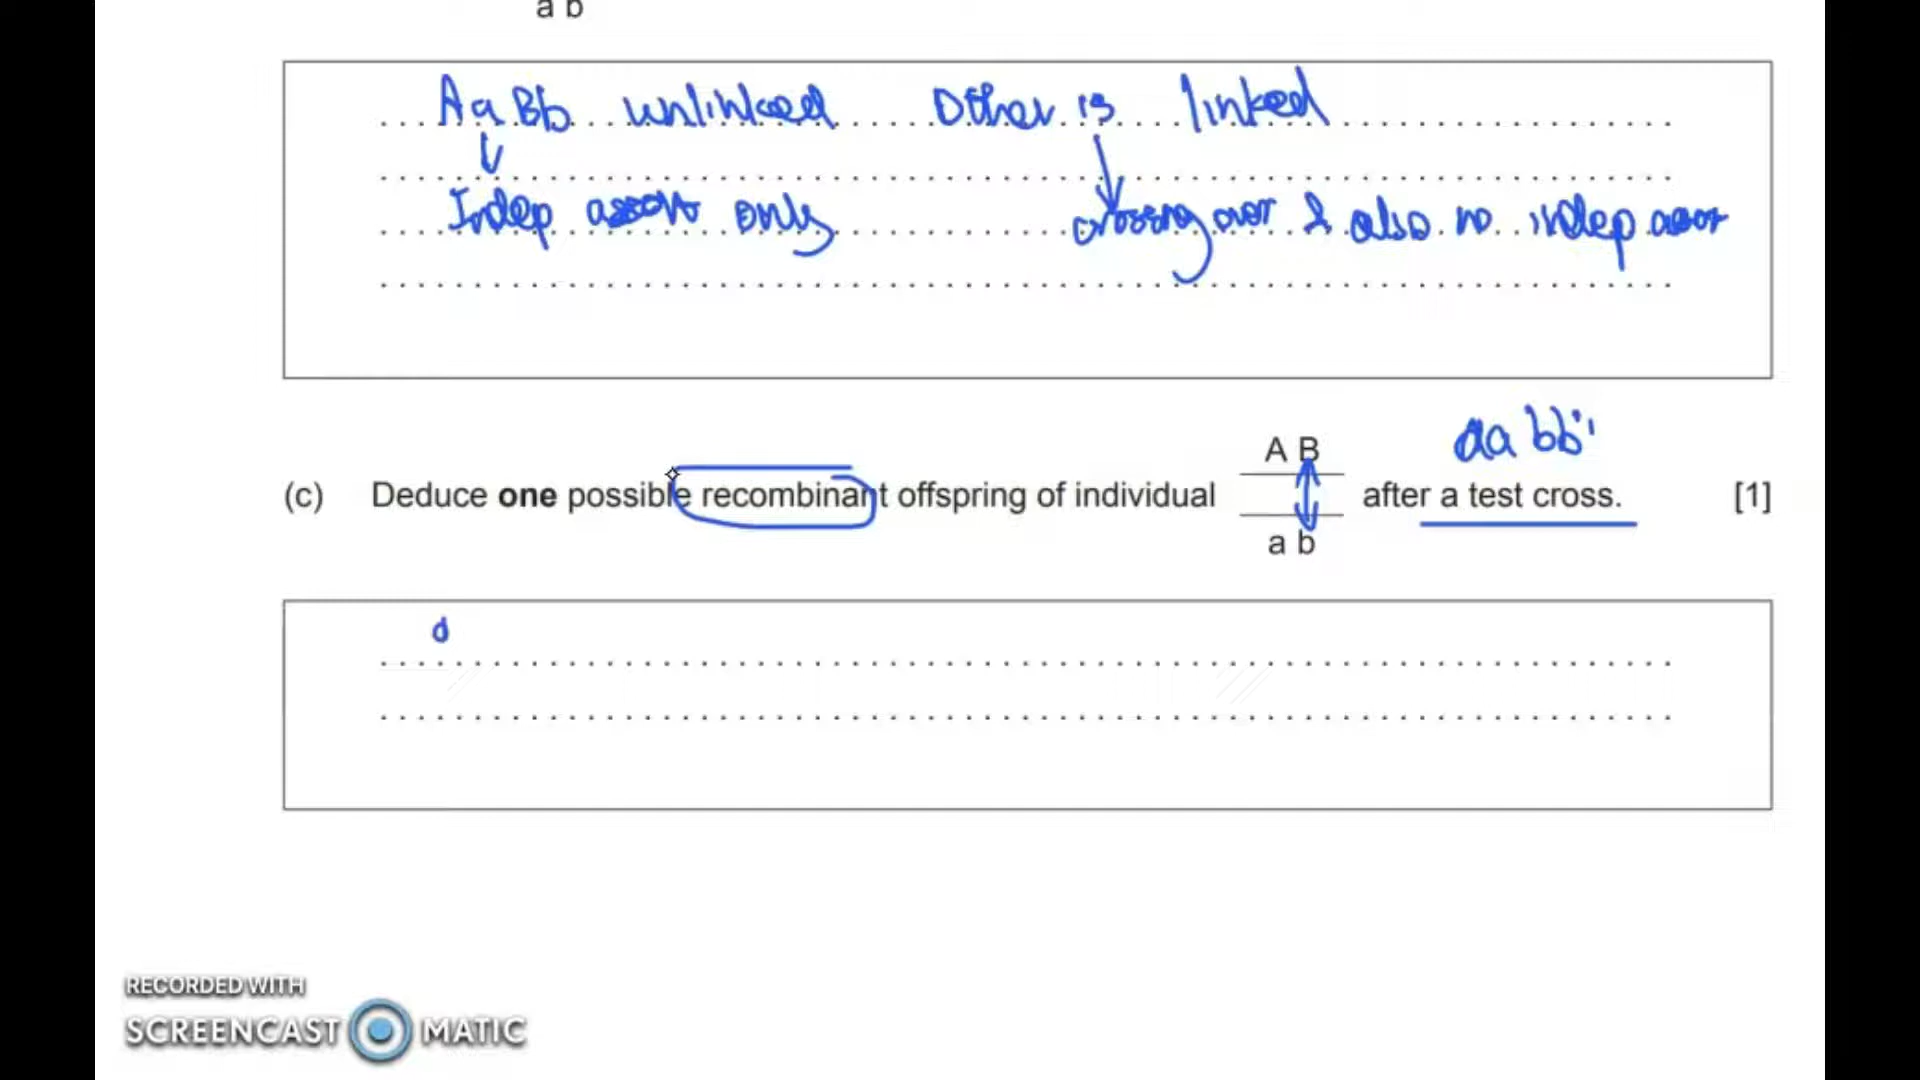 a b
AaBb unlinked Other is linked
Indep assort only crossing over & also no indep assor
aa bb
A B
(c) Deduce one possible recombinant offspring of individual after a test cross. [1]
a b
a
RECORDED WITH
SCREENCAST MATIC